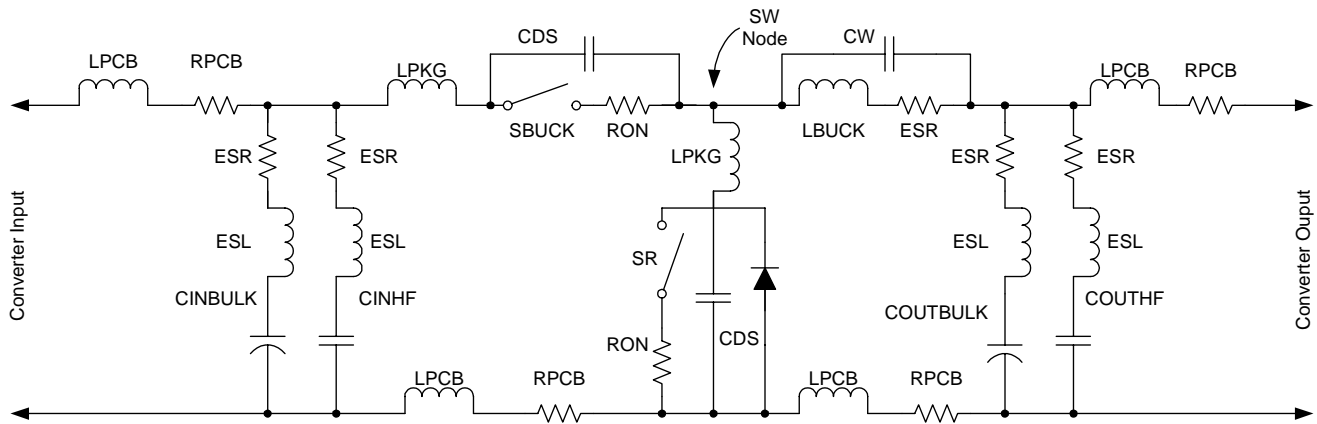 SW
Node
CDS
CW
LPCB
RPCB
LPKG
LPCB
RPCB
SBUCK
RON
LBUCK
ESR
ESR
ESR
LPKG
ESR
ESR
Converter Input
ESL
ESL
SR
ESL
ESL
Converter Ouput
CINBULK
CINHF
COUTBULK
COUTHF
RON
CDS
LPCB
RPCB
LPCB
RPCB